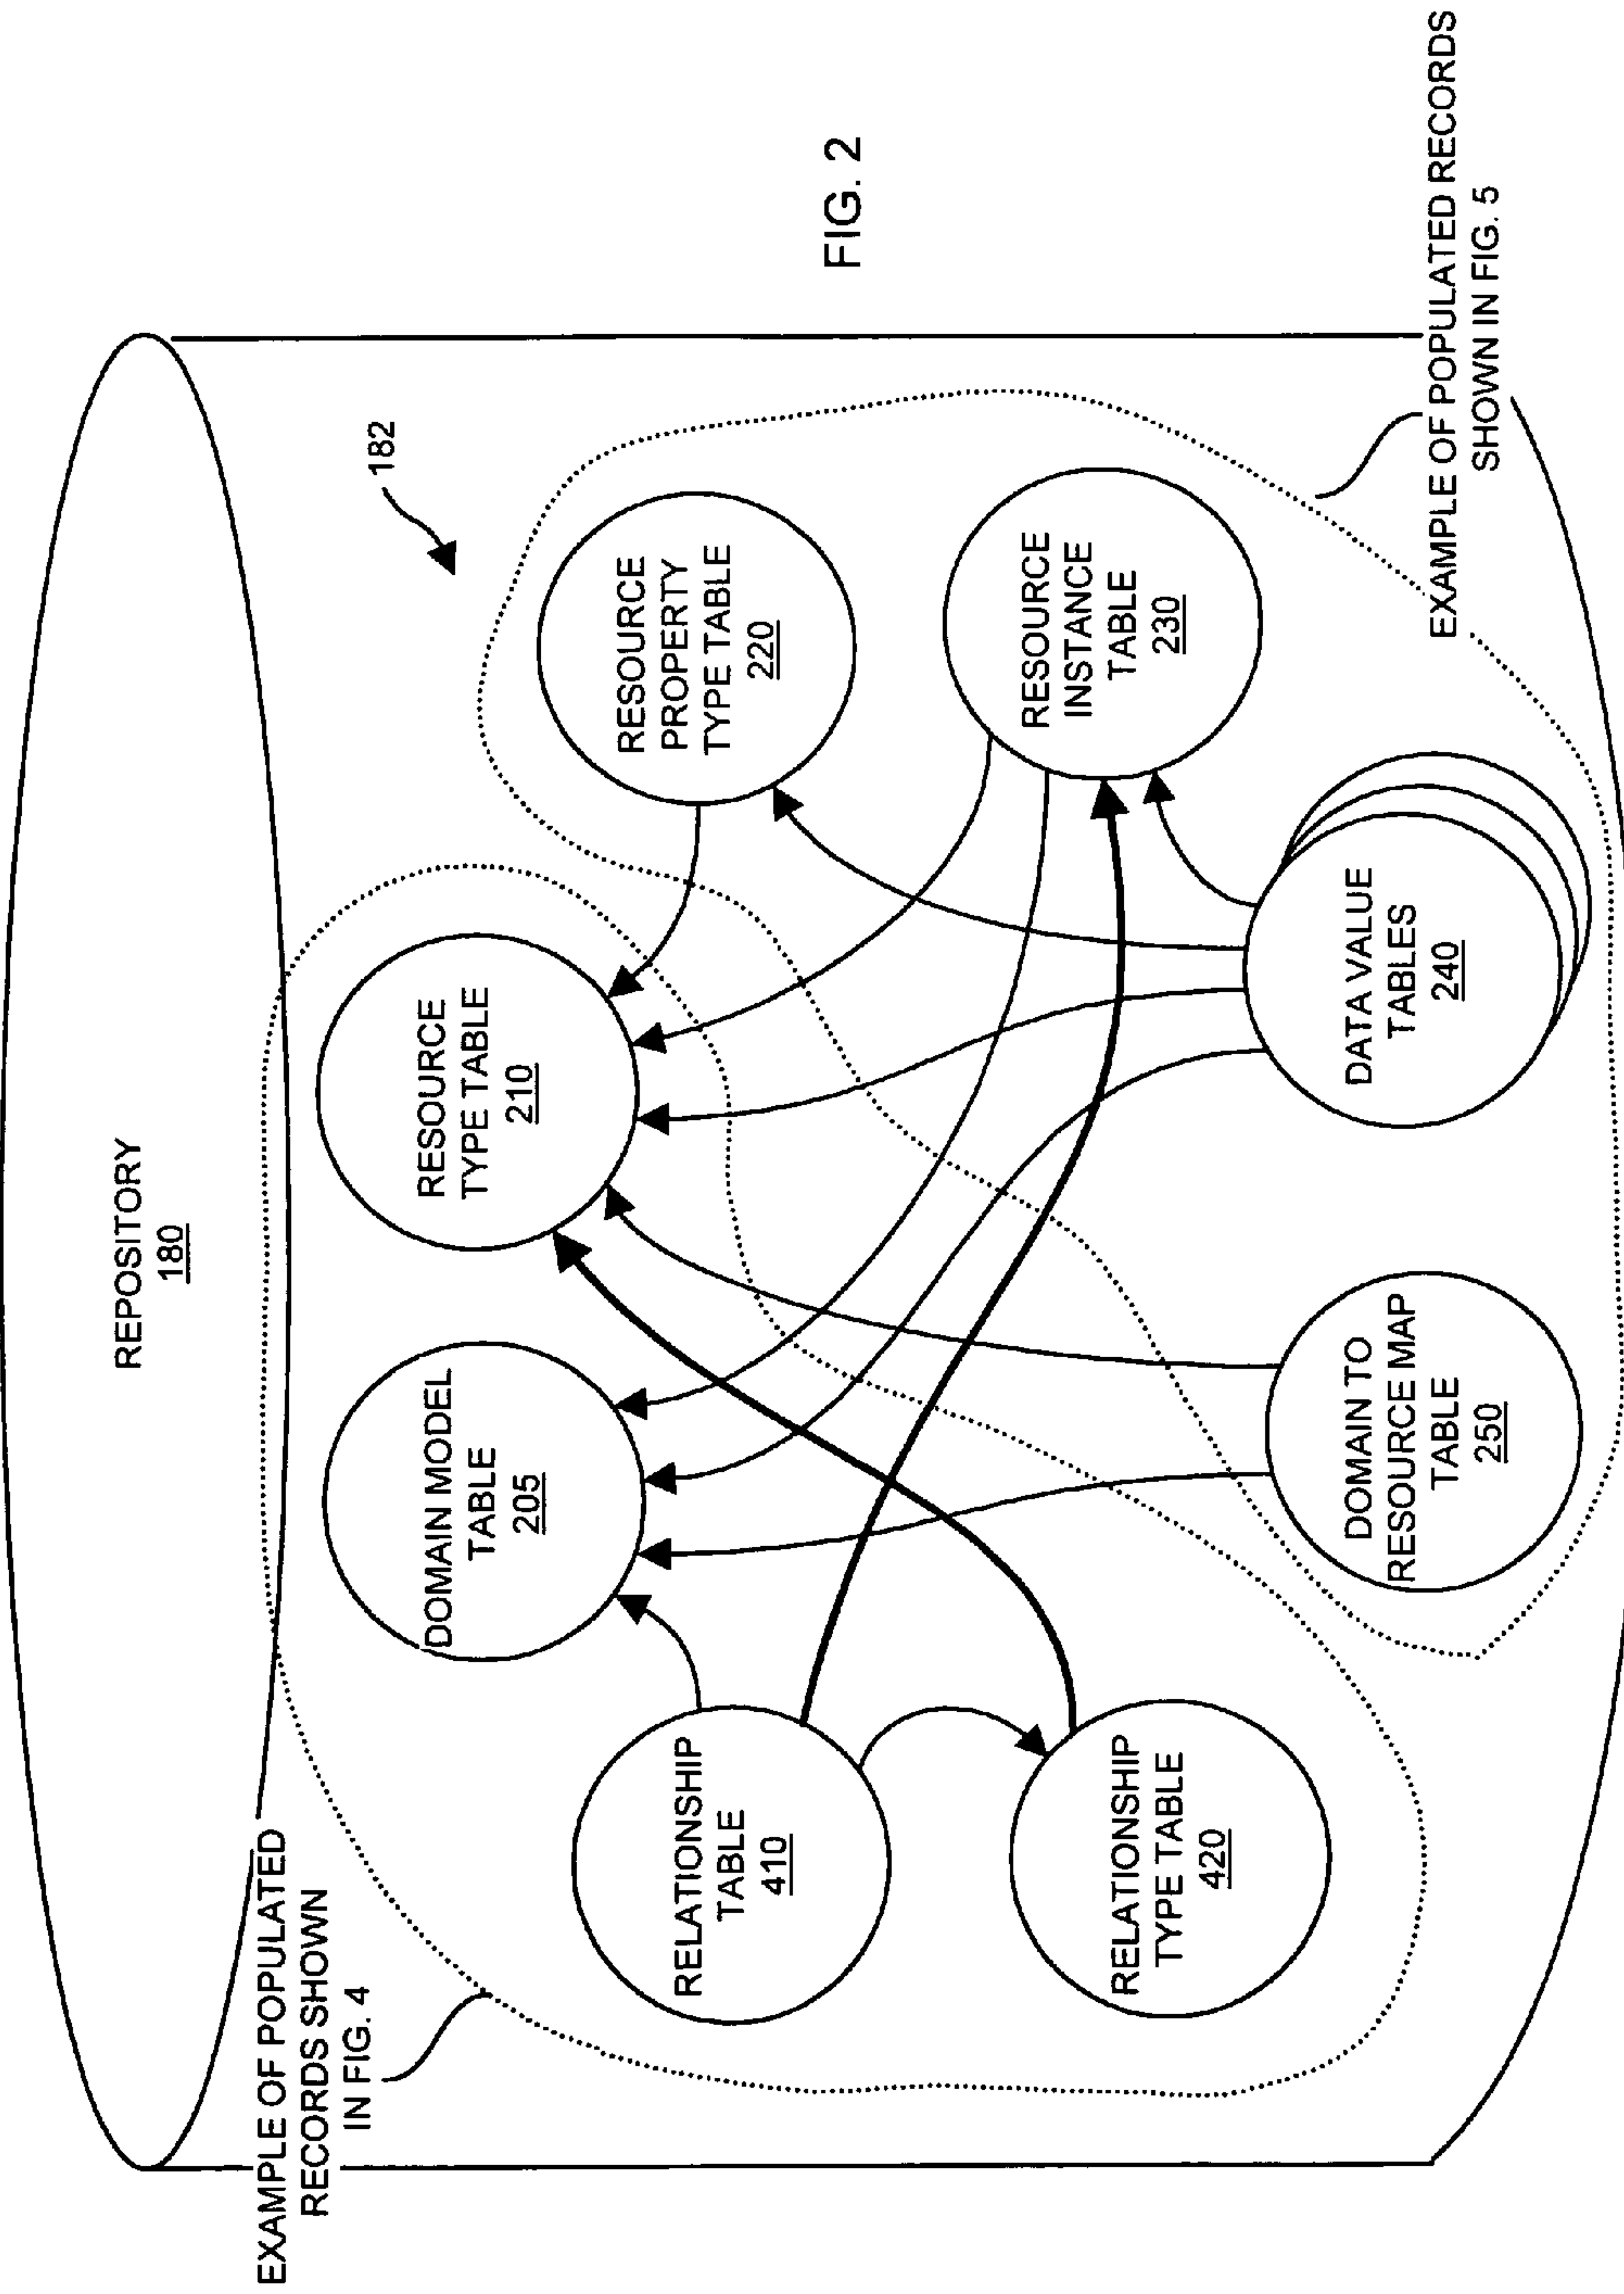 REPOSITORY
180
EXAMPLE OF POPULATED
RECORDS SHOWN
IN FIG. 4
182
DOMAIN MODEL
TABLE
205
RESOURCE
TYPE TABLE
210
RESOURCE
PROPERTY
TYPE TABLE
220
RELATIONSHIP
TABLE
410
RESOURCE
INSTANCE
TABLE
230
RELATIONSHIP
TYPE TABLE
420
DOMAIN TO
RESOURCE MAP
TABLE
250
DATA VALUE
TABLES
240
EXAMPLE OF POPULATED RECORDS
SHOWN IN FIG. 5
FIG. 2